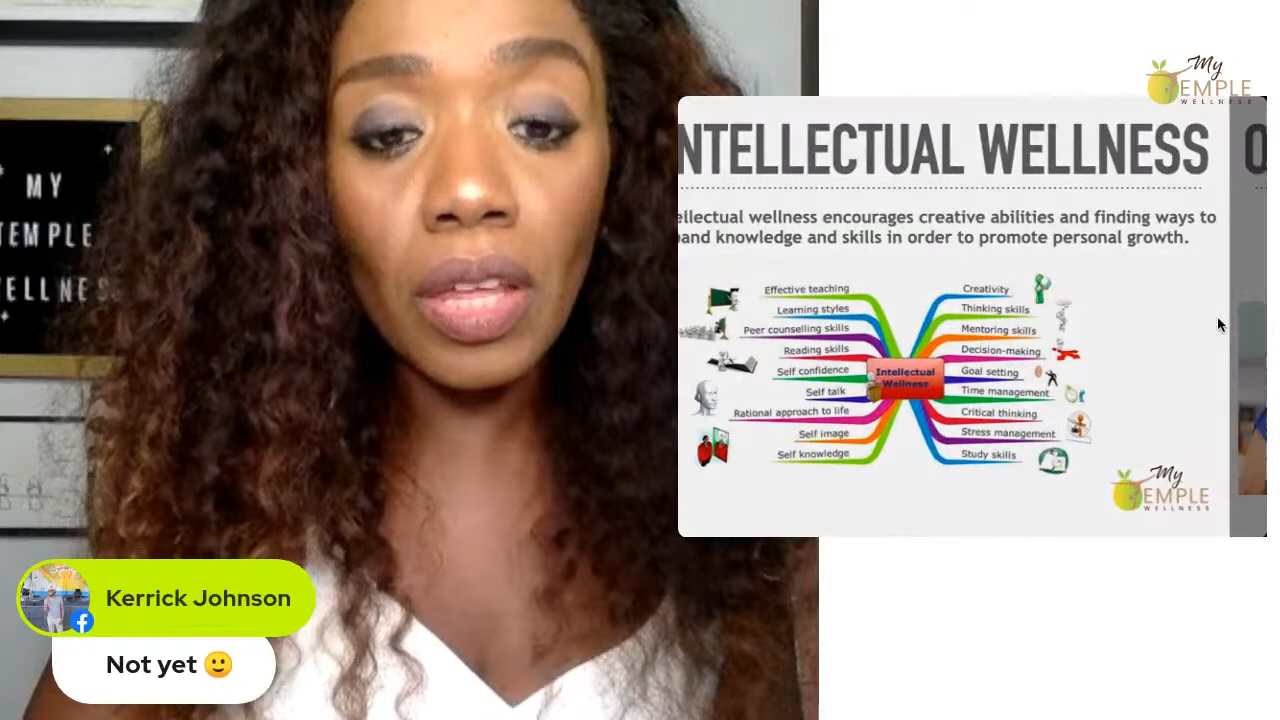 MY
TEMPLE
WELLNES
My
TEMPLE
WELLNESS
NTELLECTUAL WELLNESS
ellectual wellness encourages creative abilities and finding ways to
and knowledge and skills in order to promote personal growth.
Effective teaching
Learning styles
Peer counselling skills
Reading skills
Self confidence
Self talk
Rational approach to life
Self image
Self knowledge
Intellectual
Wellness
Creativity
Thinking skills
Mentoring skills
Decision-making
Goal setting
Time management
Critical thinking
Stress management
Study skills
My
TEMPLE
WELLNESS
Kerrick Johnson
Not yet 🙂